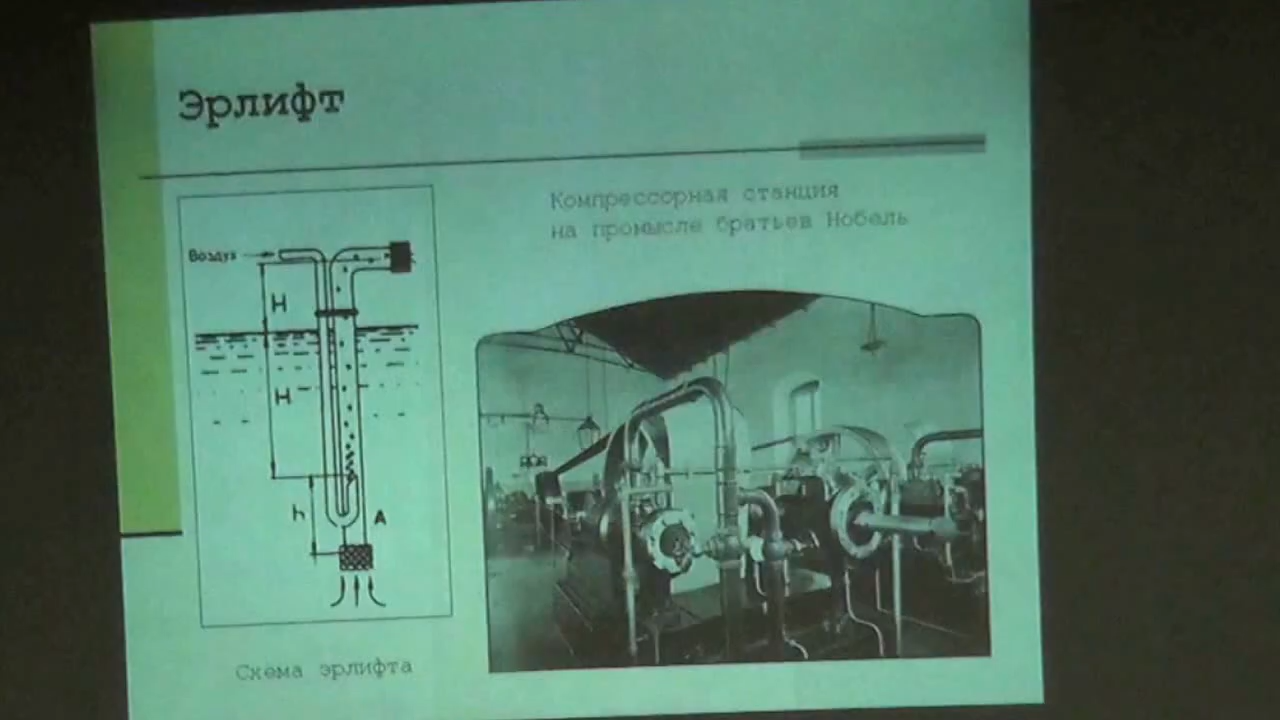 Эрлифт
Компрессорная станция
на промысле братьев Нобель
Воздух
H
H
h
A
Схема эрлифта